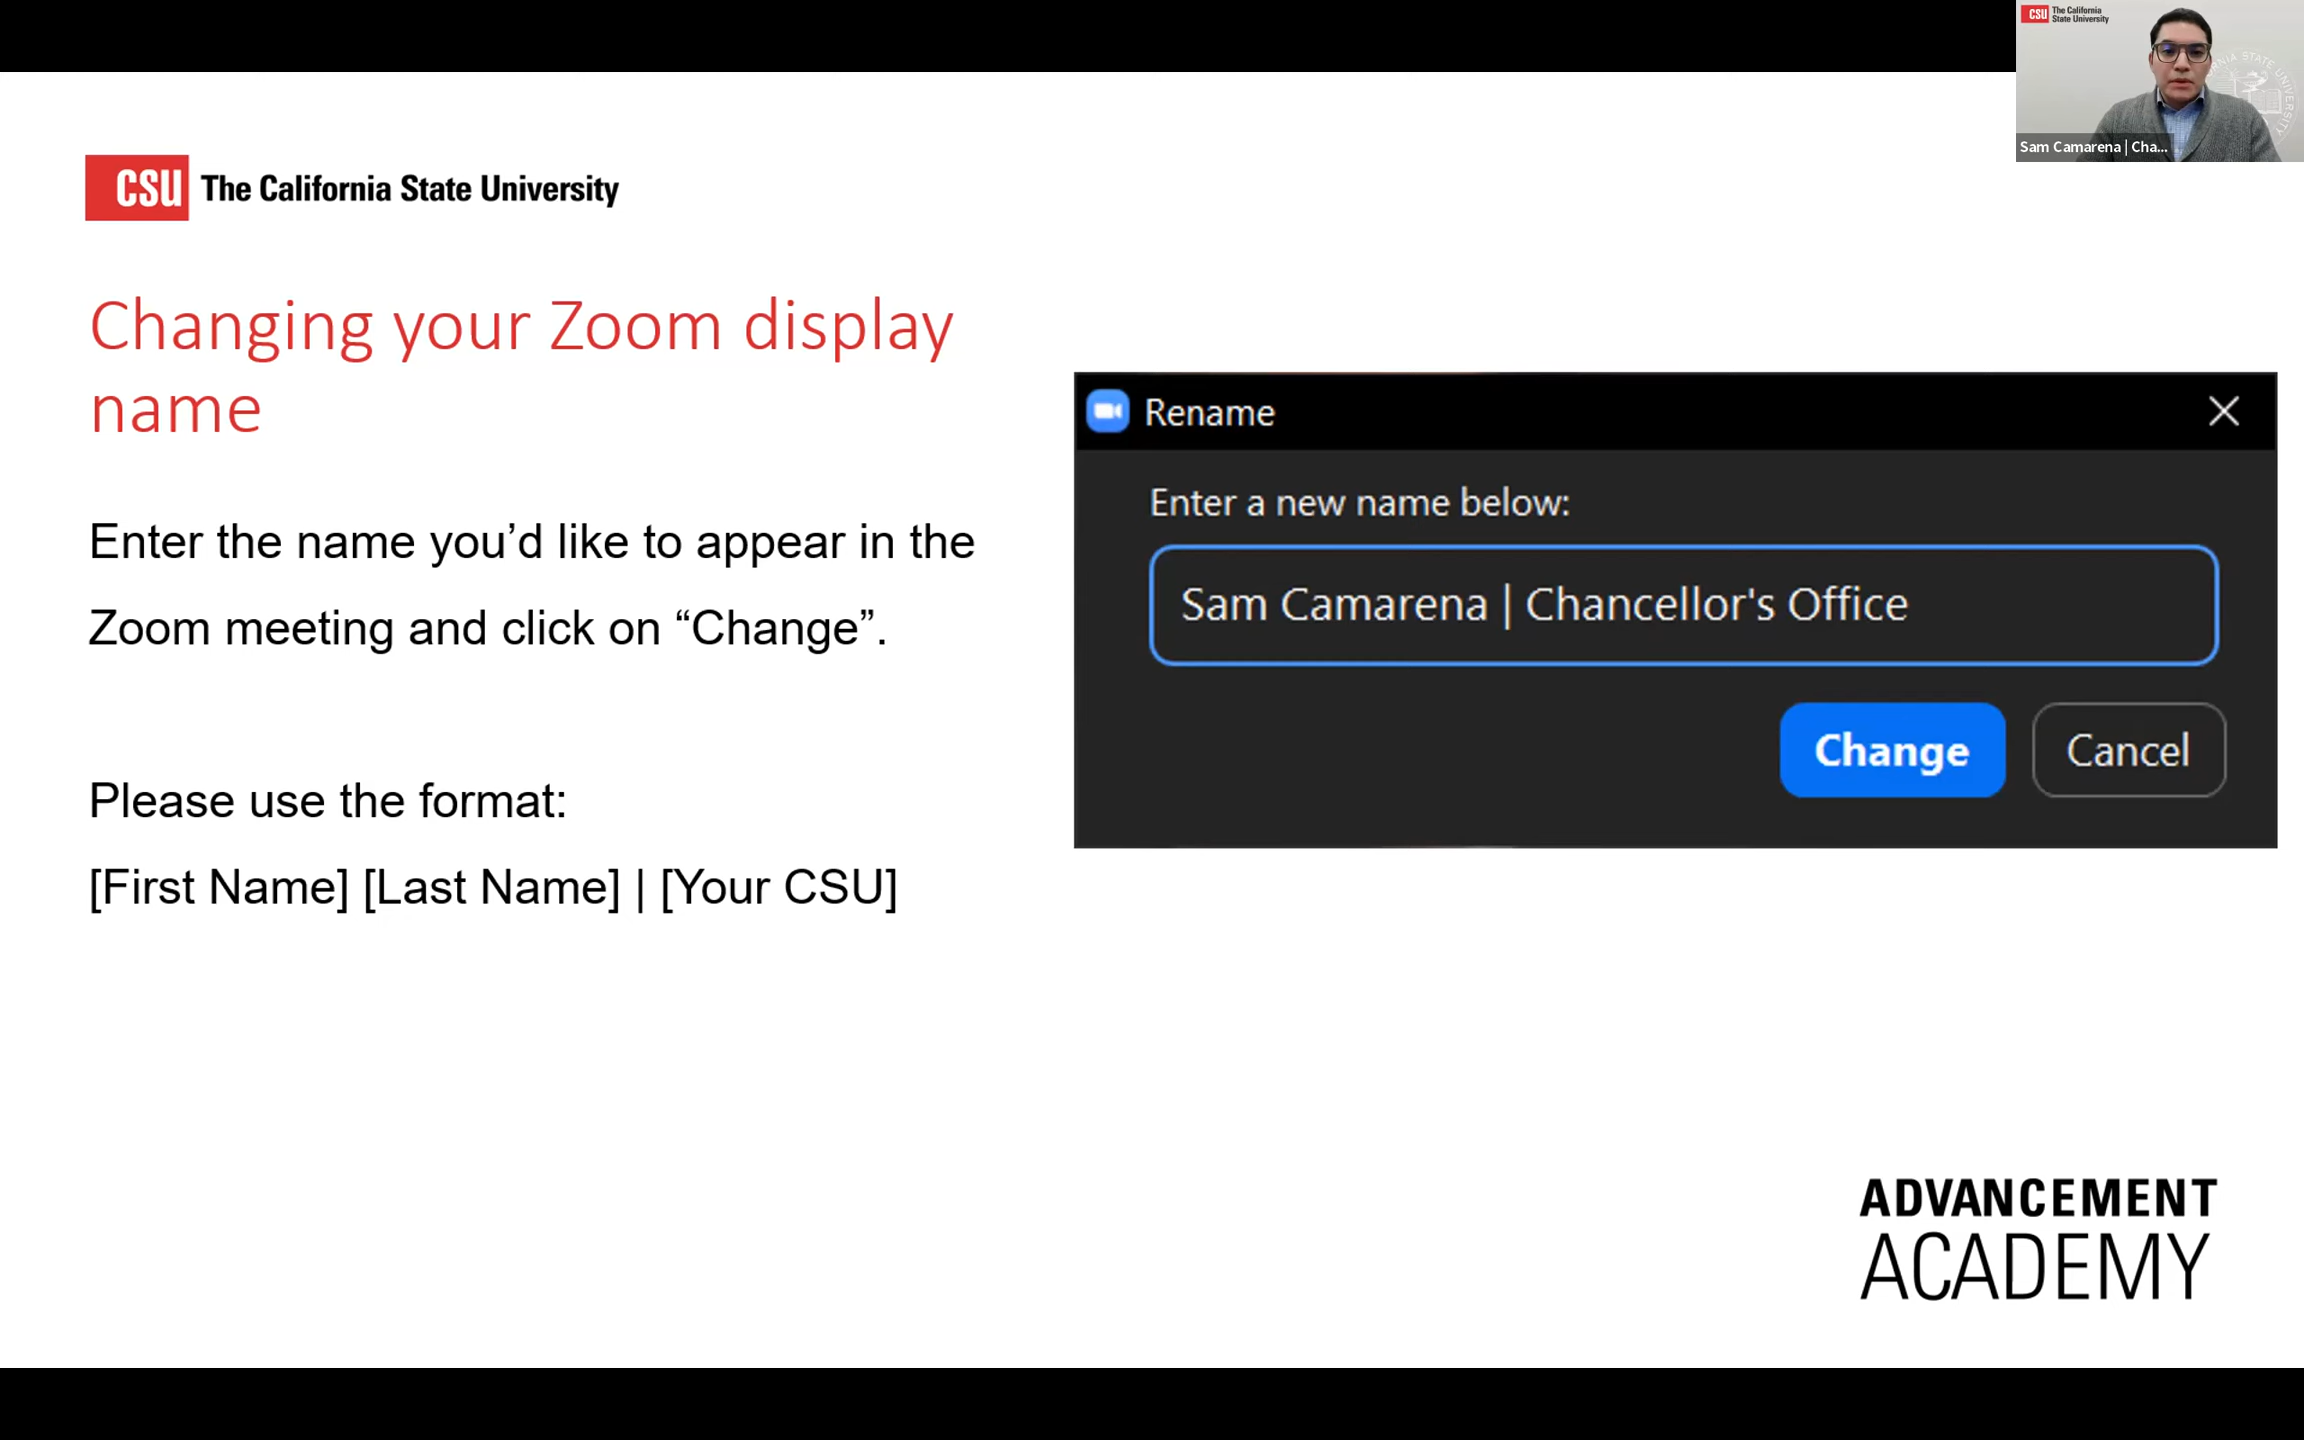 CSU The California State University
Changing your Zoom display
name
Enter the name you’d like to appear in the
Zoom meeting and click on “Change”.
Please use the format:
[First Name] [Last Name] | [Your CSU]
Rename
Enter a new name below:
Sam Camarena | Chancellor's Office
Change Cancel
ADVANCEMENT
ACADEMY
CSU The California
State University
Sam Camarena | Cha...